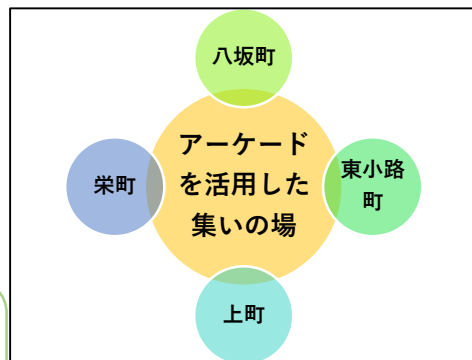 八坂町
アーケード
を活用した
集いの場
栄町
東小路
町
上町